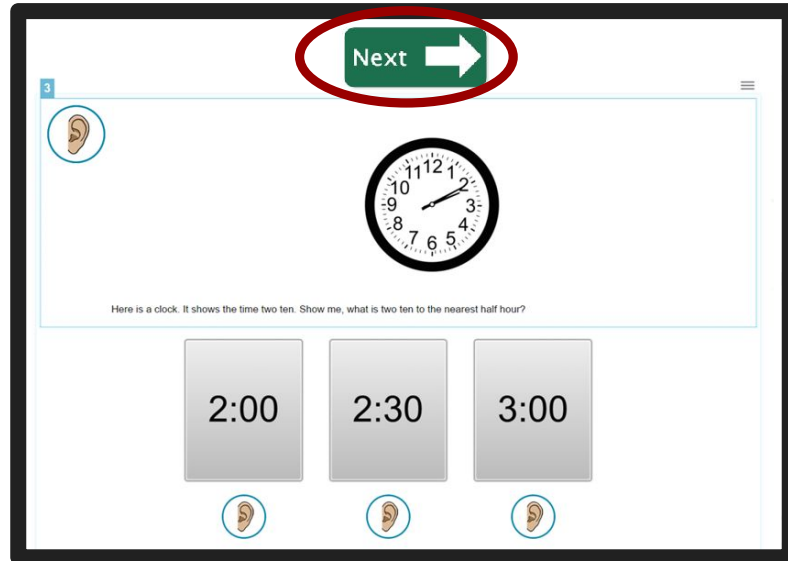 Next
3
11 12 1
10 2
9 3
8 4
7 6 5
Here is a clock. It shows the time two ten. Show me, what is two ten to the nearest half hour?
2:00 2:30 3:00